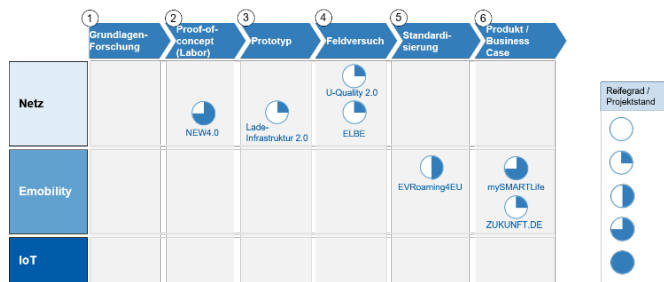 1
2
3
4
5
6
Grundlagen-
Forschung
Proof-of-
concept
(Labor)
Prototyp
Feldversuch
Standardi-
sierung
Produkt /
Business
Case
Netz
NEW4.0
Lade-
Infrastruktur 2.0
U-Quality 2.0
ELBE
Emobility
EVRoaming4EU
mySMARTLife
ZUKUNFT.DE
IoT
Reifegrad /
Projektstand